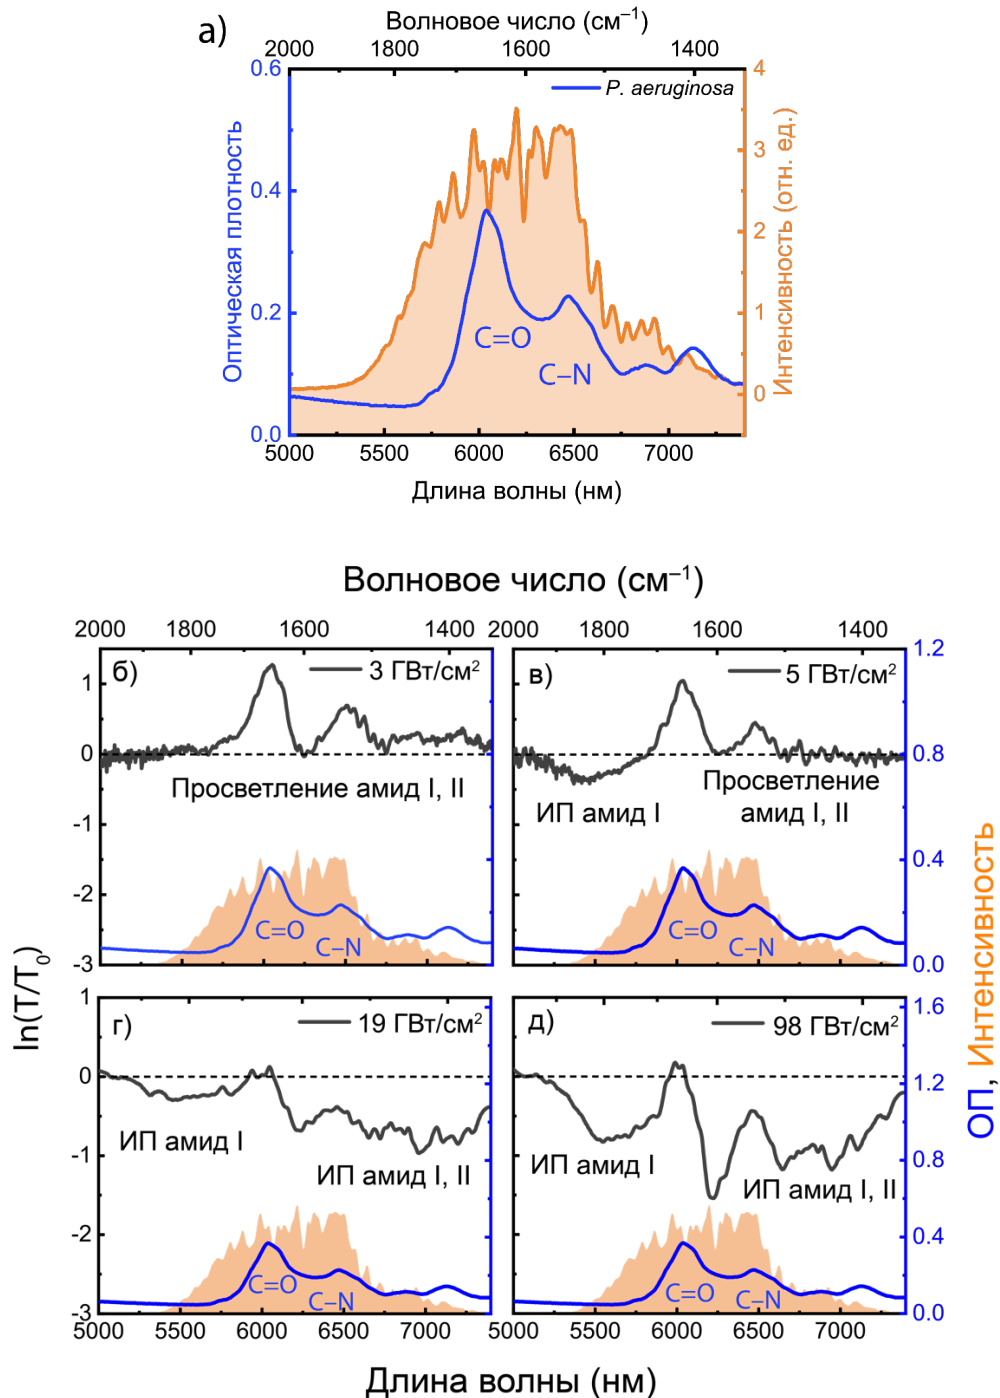 а)
Волновое число (см⁻¹)
2000 1800 1600 1400
0.6 4
P. aeruginosa
3
0.4
2
0.2 1
C=O
C–N
0
0.0
Оптическая плотность
Интенсивность (отн. ед.)
5000 5500 6000 6500 7000
Длина волны (нм)
Волновое число (см⁻¹)
2000 1800 1600 1400 2000 1800 1600 1400
б) 3 ГВт/см²
1
0
Просветление амид I, II
-1
-2
C=O
C–N
-3
в) 5 ГВт/см²
1.2
0.8
ИП амид I
Просветление
амид I, II
0.4
C=O
C–N
0.0
1
г) 19 ГВт/см²
0
ИП амид I
-1
ИП амид I, II
-2
C=O
C–N
-3
д) 98 ГВт/см²
1.6
1.2
ИП амид I
0.8
ИП амид I, II
0.4
C=O
C–N
0.0
ln(T/T₀)
ОП, Интенсивность
5000 5500 6000 6500 7000 5000 5500 6000 6500 7000
Длина волны (нм)